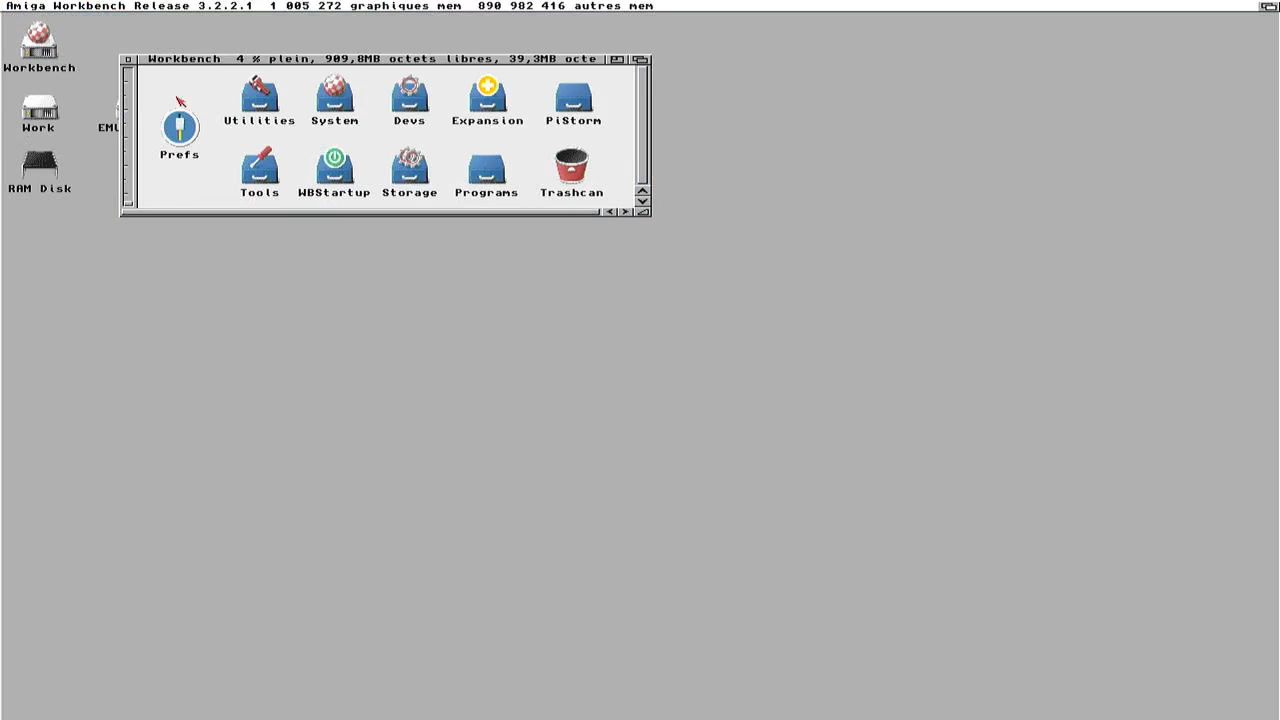 Amiga Workbench Release 3.2.2.1  1 005 272 graphiques mem  890 982 416 autres mem
Workbench
Work
RAM Disk
Workbench  4 % plein, 909,8MB octets libres, 39,3MB octe
Utilities System Devs Expansion PiStorm
Prefs
Tools WBStartup Storage Programs Trashcan